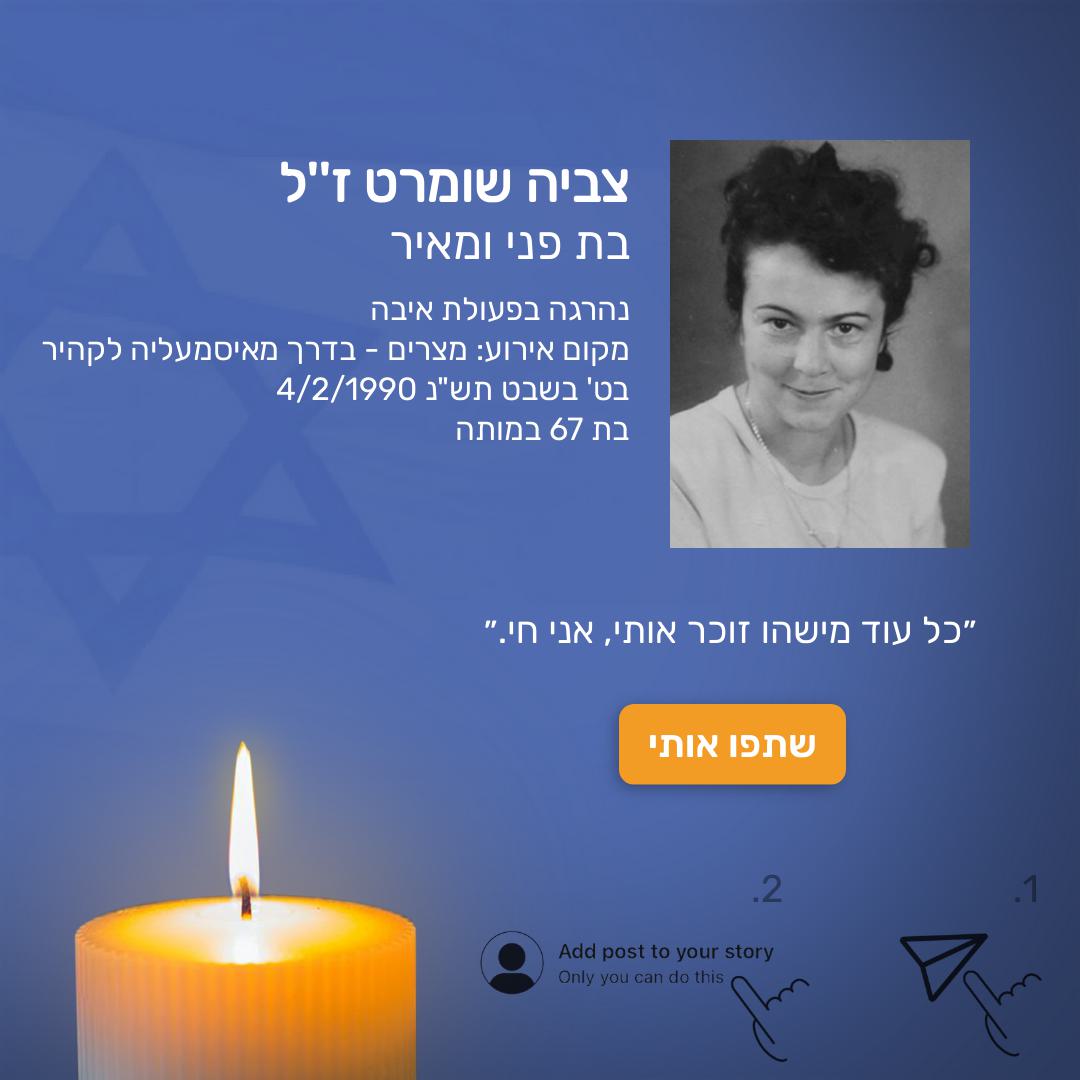 צביה שומרט ז"ל
בת פני ומאיר
נהרגה בפעולת איבה
מקום אירוע: מצרים - בדרך מאיסמעליה לקהיר
בט' בשבט תש"נ 4/2/1990
בת 67 במותה
״כל עוד מישהו זוכר אותי, אני חי.״
שתפו אותי
1.
2.
Add post to your story
Only you can do this